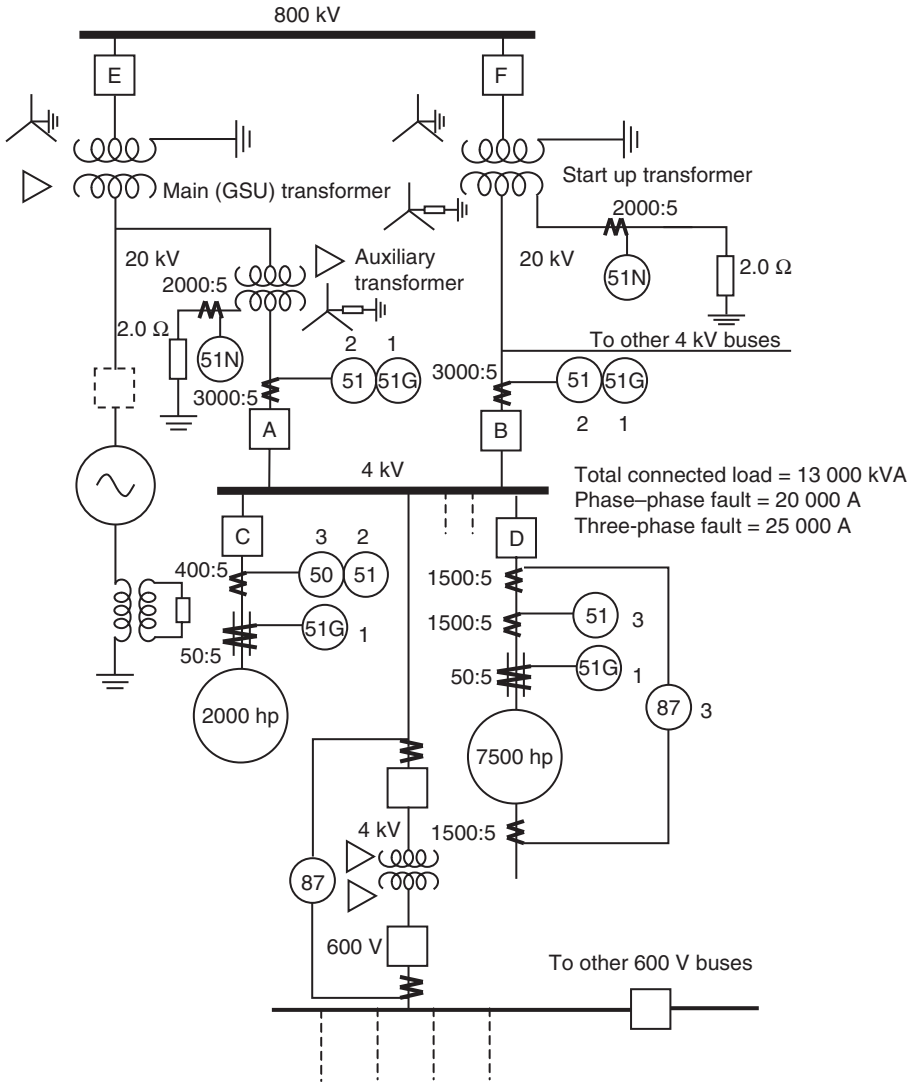 800 kV
E
F
Main (GSU) transformer
Start up transformer
2000:5
20 kV
Auxiliary
transformer
20 kV
51N
2.0 Ω
2000:5
2.0 Ω
51N
2 1
To other 4 kV buses
3000:5
51 51G
3000:5
51 51G
2 1
A
B
4 kV
Total connected load = 13 000 kVA
Phase–phase fault = 20 000 A
Three-phase fault = 25 000 A
C
D
3 2
400:5
50 51
1500:5
51G 1
1500:5
51 3
50:5
50:5
51G 1
2000 hp
87 3
7500 hp
4 kV
1500:5
87
600 V
To other 600 V buses